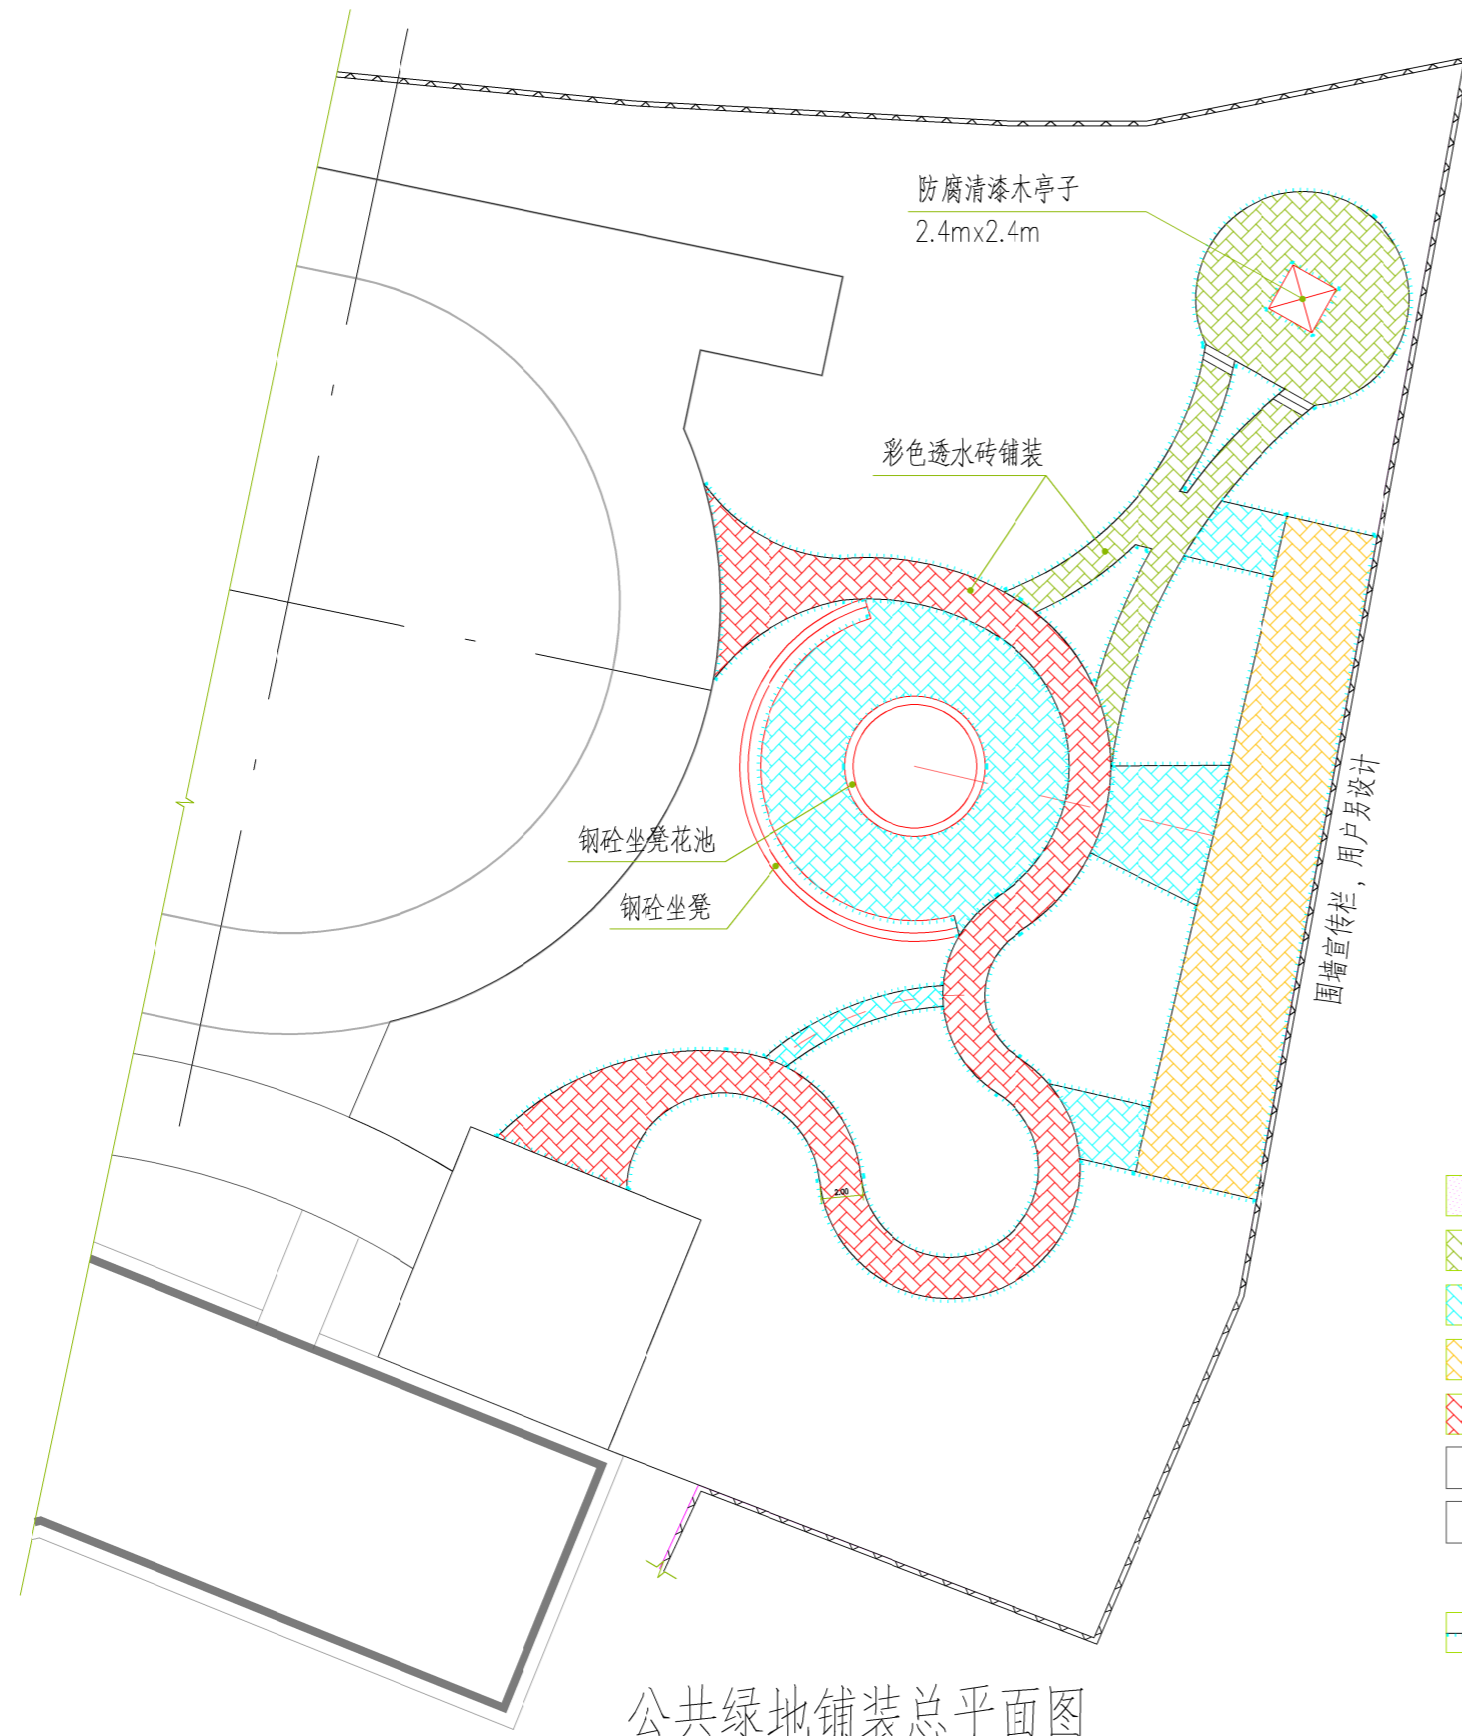 防腐清漆木亭子
2.4mx2.4m
彩色透水砖铺装
钢砼坐凳花池
钢砼坐凳
围墙宣传栏，用户另设计
2.00
公共绿地铺装总平面图